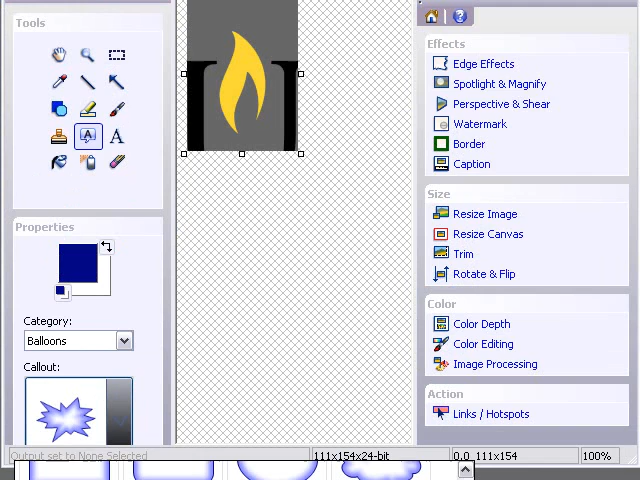 Tools
A
A
Properties
Category:
Balloons
Callout:
Effects
Edge Effects
Spotlight & Magnify
Perspective & Shear
Watermark
Border
Caption
Size
Resize Image
Resize Canvas
Trim
Rotate & Flip
Color
Color Depth
Color Editing
Image Processing
Action
Links / Hotspots
Output set to None Selected
111x154x24-bit
0,0 111x154
100%